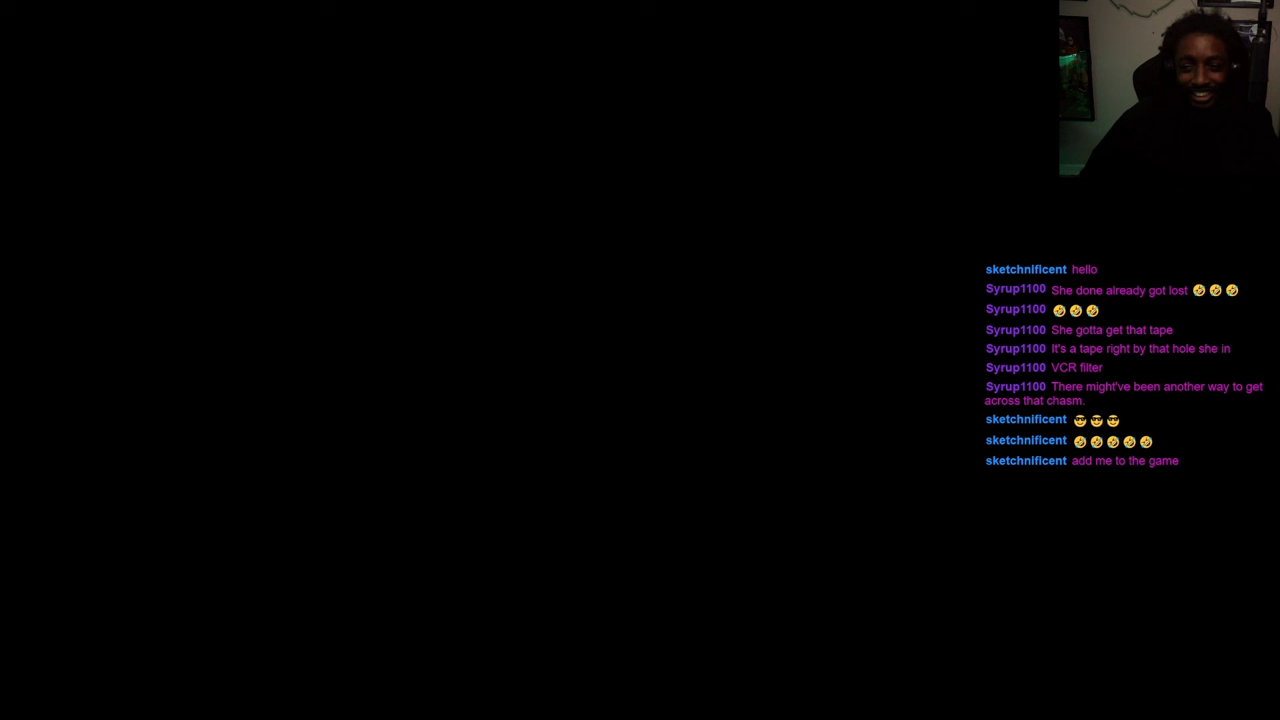 sketchnificent hello
Syrup1100 She done already got lost 🤣 🤣 🤣
Syrup1100 🤣 🤣 🤣
Syrup1100 She gotta get that tape
Syrup1100 It's a tape right by that hole she in
Syrup1100 VCR filter
Syrup1100 There might've been another way to get
across that chasm.
sketchnificent 😎 😎 😎
sketchnificent 🤣 🤣 🤣 🤣 🤣
sketchnificent add me to the game